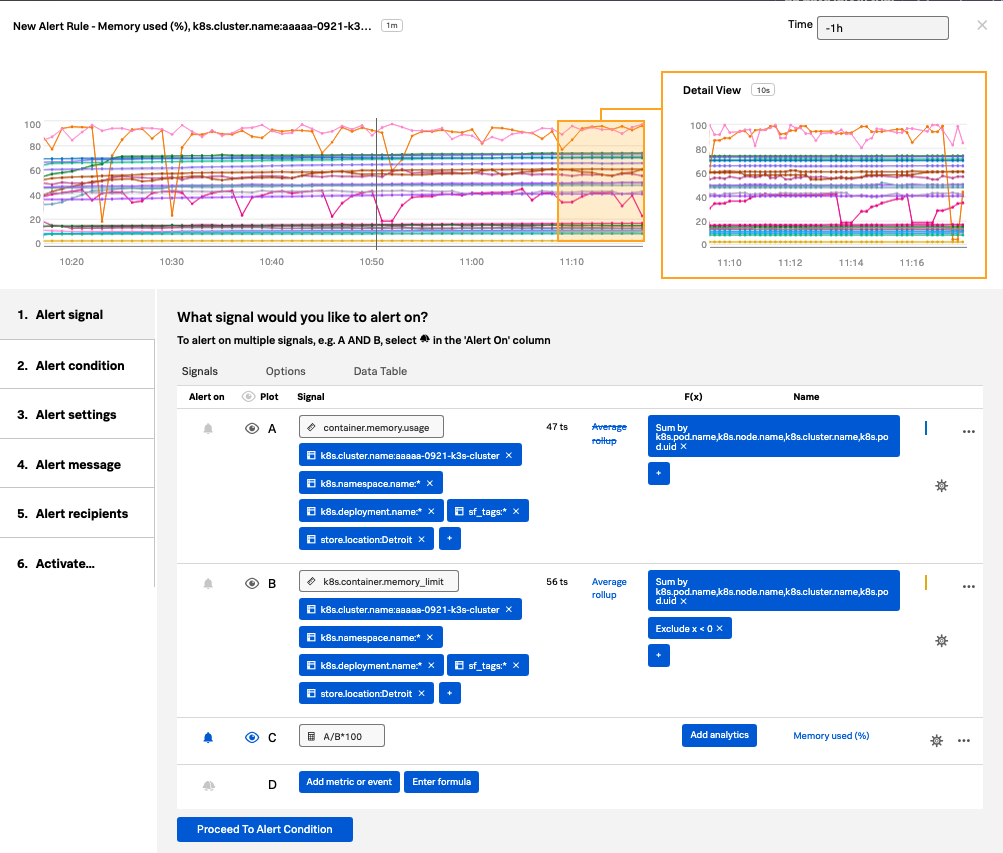 New Alert Rule - Memory used (%), k8s.cluster.name:aaaaa-0921-k3... 1m
Time -1h
Detail View 10s
100
80
60
40
20
0
10:20 10:30 10:40 10:50 11:00 11:10
100
80
60
40
20
0
11:10 11:12 11:14 11:16
1. Alert signal
2. Alert condition
3. Alert settings
4. Alert message
5. Alert recipients
6. Activate...
What signal would you like to alert on?
To alert on multiple signals, e.g. A AND B, select in the 'Alert On' column
Signals Options Data Table
Alert on Plot Signal F(x) Name
A container.memory.usage 47 ts Average rollup
k8s.cluster.name:aaaaa-0921-k3s-cluster ×
k8s.namespace.name:* ×
k8s.deployment.name:* × sf_tags:* ×
store.location:Detroit × +
Sum by
k8s.pod.name,k8s.node.name,k8s.cluster.name,k8s.po
d.uid ×
+
B k8s.container.memory_limit 56 ts Average rollup
k8s.cluster.name:aaaaa-0921-k3s-cluster ×
k8s.namespace.name:* ×
k8s.deployment.name:* × sf_tags:* ×
store.location:Detroit × +
Sum by
k8s.pod.name,k8s.node.name,k8s.cluster.name,k8s.po
d.uid ×
Exclude x < 0 ×
+
C A/B*100 Add analytics Memory used (%)
D Add metric or event Enter formula
Proceed To Alert Condition